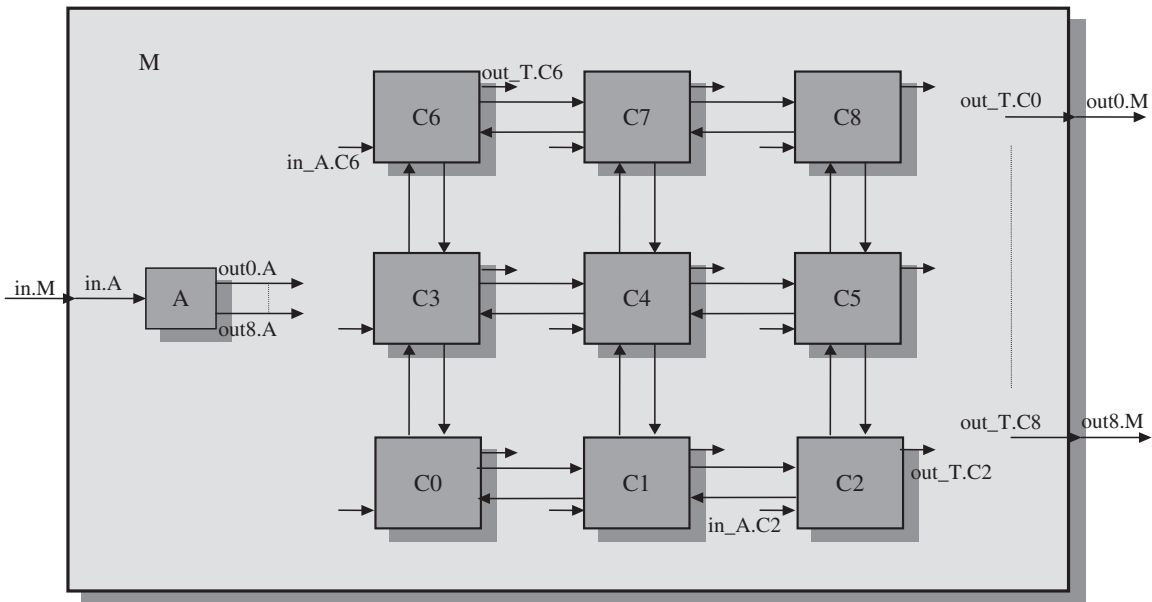 M
out_T.C6
C6
C7
C8
in_A.C6
out_T.C0
out0.M
in.M
in.A
A
out0.A
out8.A
C3
C4
C5
out_T.C8
out8.M
C0
C1
C2
out_T.C2
in_A.C2